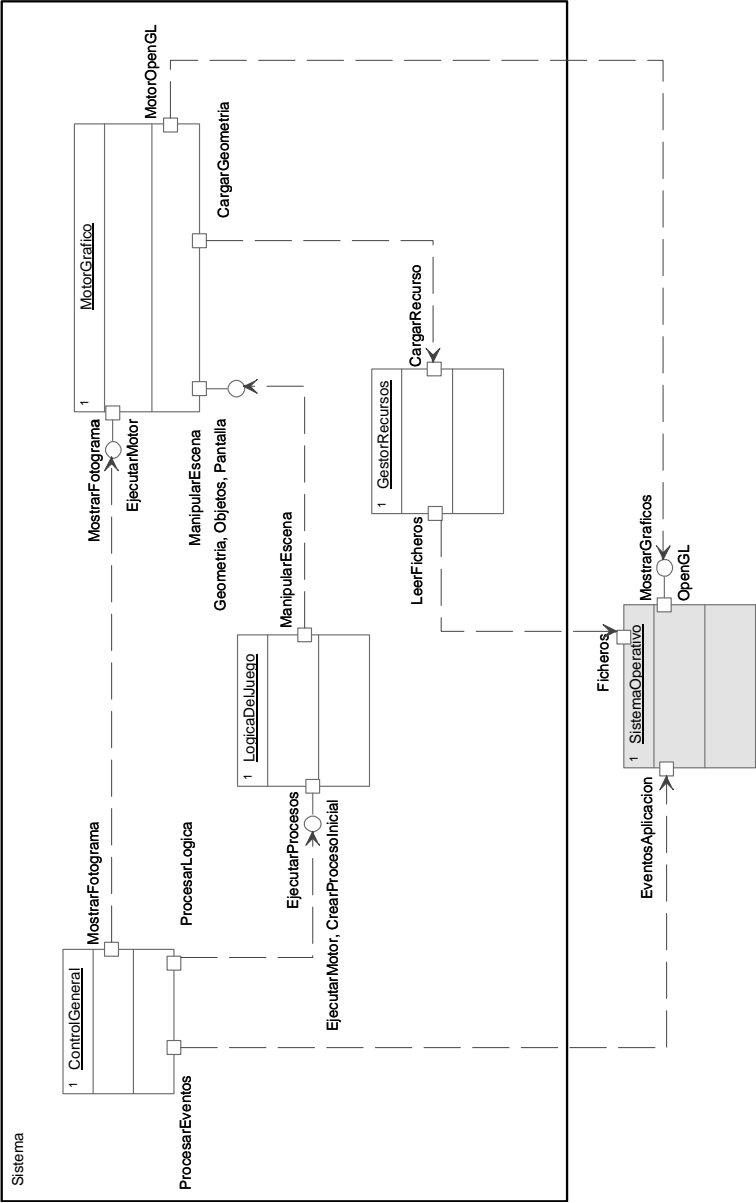 Sistema
1
ControlGeneral
MostrarFotograma
ProcesarLogica
ProcesarEventos
MostrarFotograma
EjecutarMotor
1
MotorGrafico
MotorOpenGL
CargarGeometria
ManipularEscena
Geometria, Objetos, Pantalla
1
LogicaDelJuego
ManipularEscena
EjecutarProcesos
EjecutarMotor, CrearProcesoInicial
1
GestorRecursos
CargarRecurso
LeerFicheros
1
SistemaOperativo
Ficheros
MostrarGraficos
OpenGL
EventosAplicacion